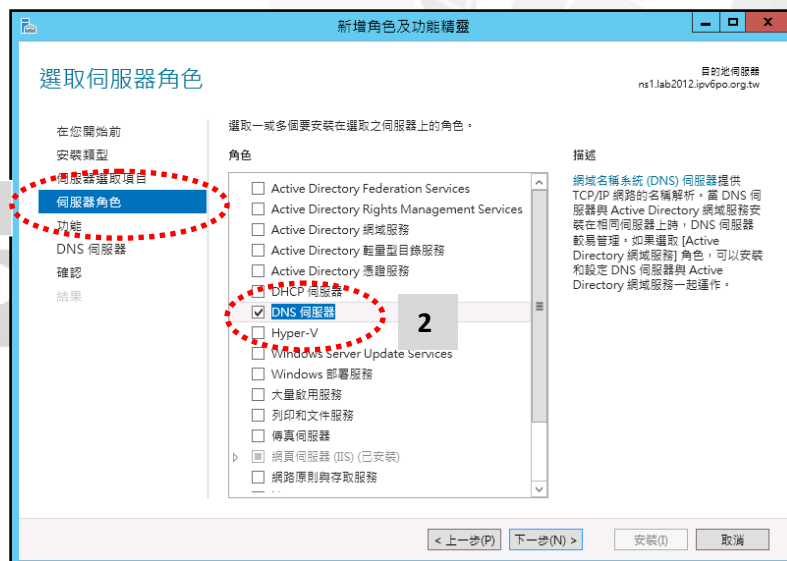 新增角色及功能精靈
選取伺服器角色
目的地伺服器
ns1.lab2012.ipv6po.org.tw
在您開始前
安裝類型
伺服器選取項目
伺服器角色
功能
DNS 伺服器
確認
結果
選取一或多個要安裝在選取之伺服器上的角色。
角色
Active Directory Federation Services
Active Directory Rights Management Services
Active Directory 網域服務
Active Directory 輕量型目錄服務
Active Directory 憑證服務
DHCP 伺服器
DNS 伺服器
Hyper-V
Windows Server Update Services
Windows 部署服務
大量啟用服務
列印和文件服務
傳真伺服器
網頁伺服器 (IIS) (已安裝)
網路原則與存取服務
2
描述
網域名稱系統 (DNS) 伺服器提供
TCP/IP 網路的名稱解析。當 DNS 伺
服器與 Active Directory 網域服務安
裝在相同伺服器上時，DNS 伺服器
較易管理。如果選取 [Active
Directory 網域服務] 角色，可以安裝
和設定 DNS 伺服器與 Active
Directory 網域服務一起運作。
< 上一步(P)
下一步(N) >
安裝(I)
取消